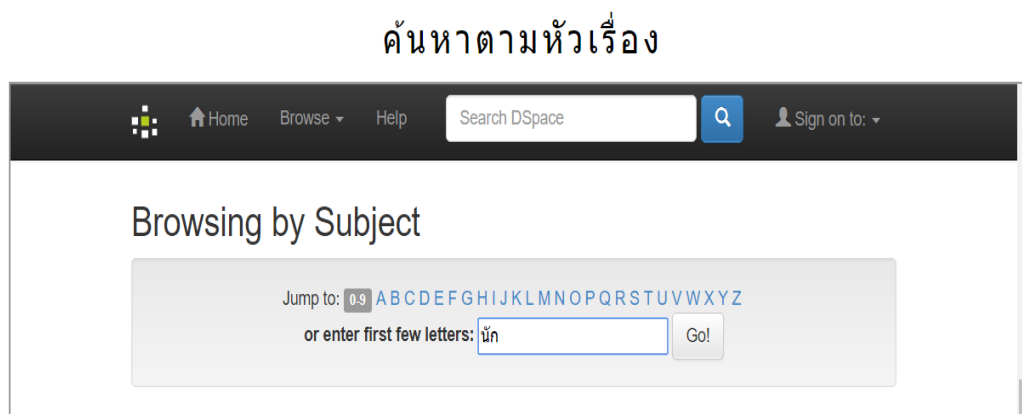 ค้นหาตามหัวเรื่อง
Home Browse Help Search DSpace Sign on to:
Browsing by Subject
Jump to: 0-9 A B C D E F G H I J K L M N O P Q R S T U V W X Y Z
or enter first few letters: นัก Go!